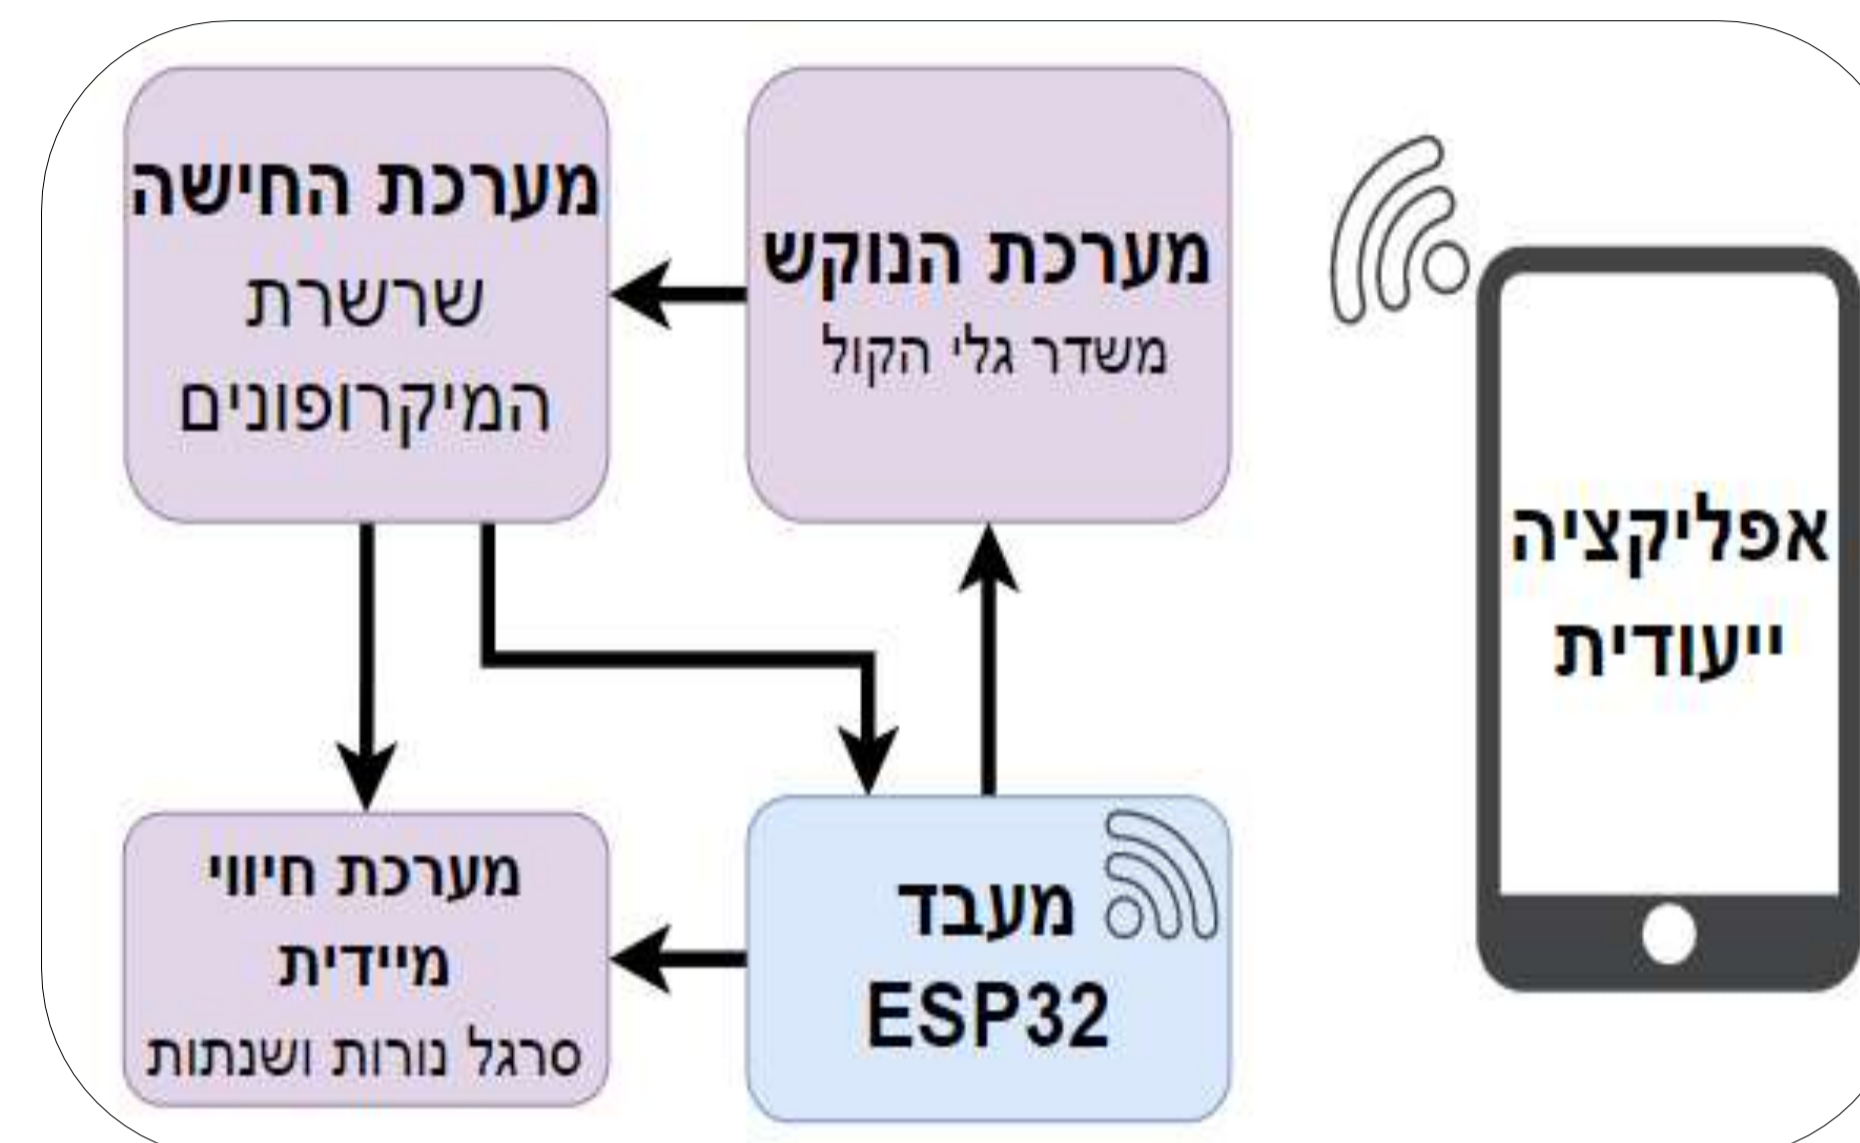 מערכת החישה
שרשרת
המיקרופונים
מערכת הנוקש
משדר גלי הקול
אפליקציה
ייעודית
מערכת חיווי
מיידית
סרגל נורות ושנתות
מעבד
ESP32